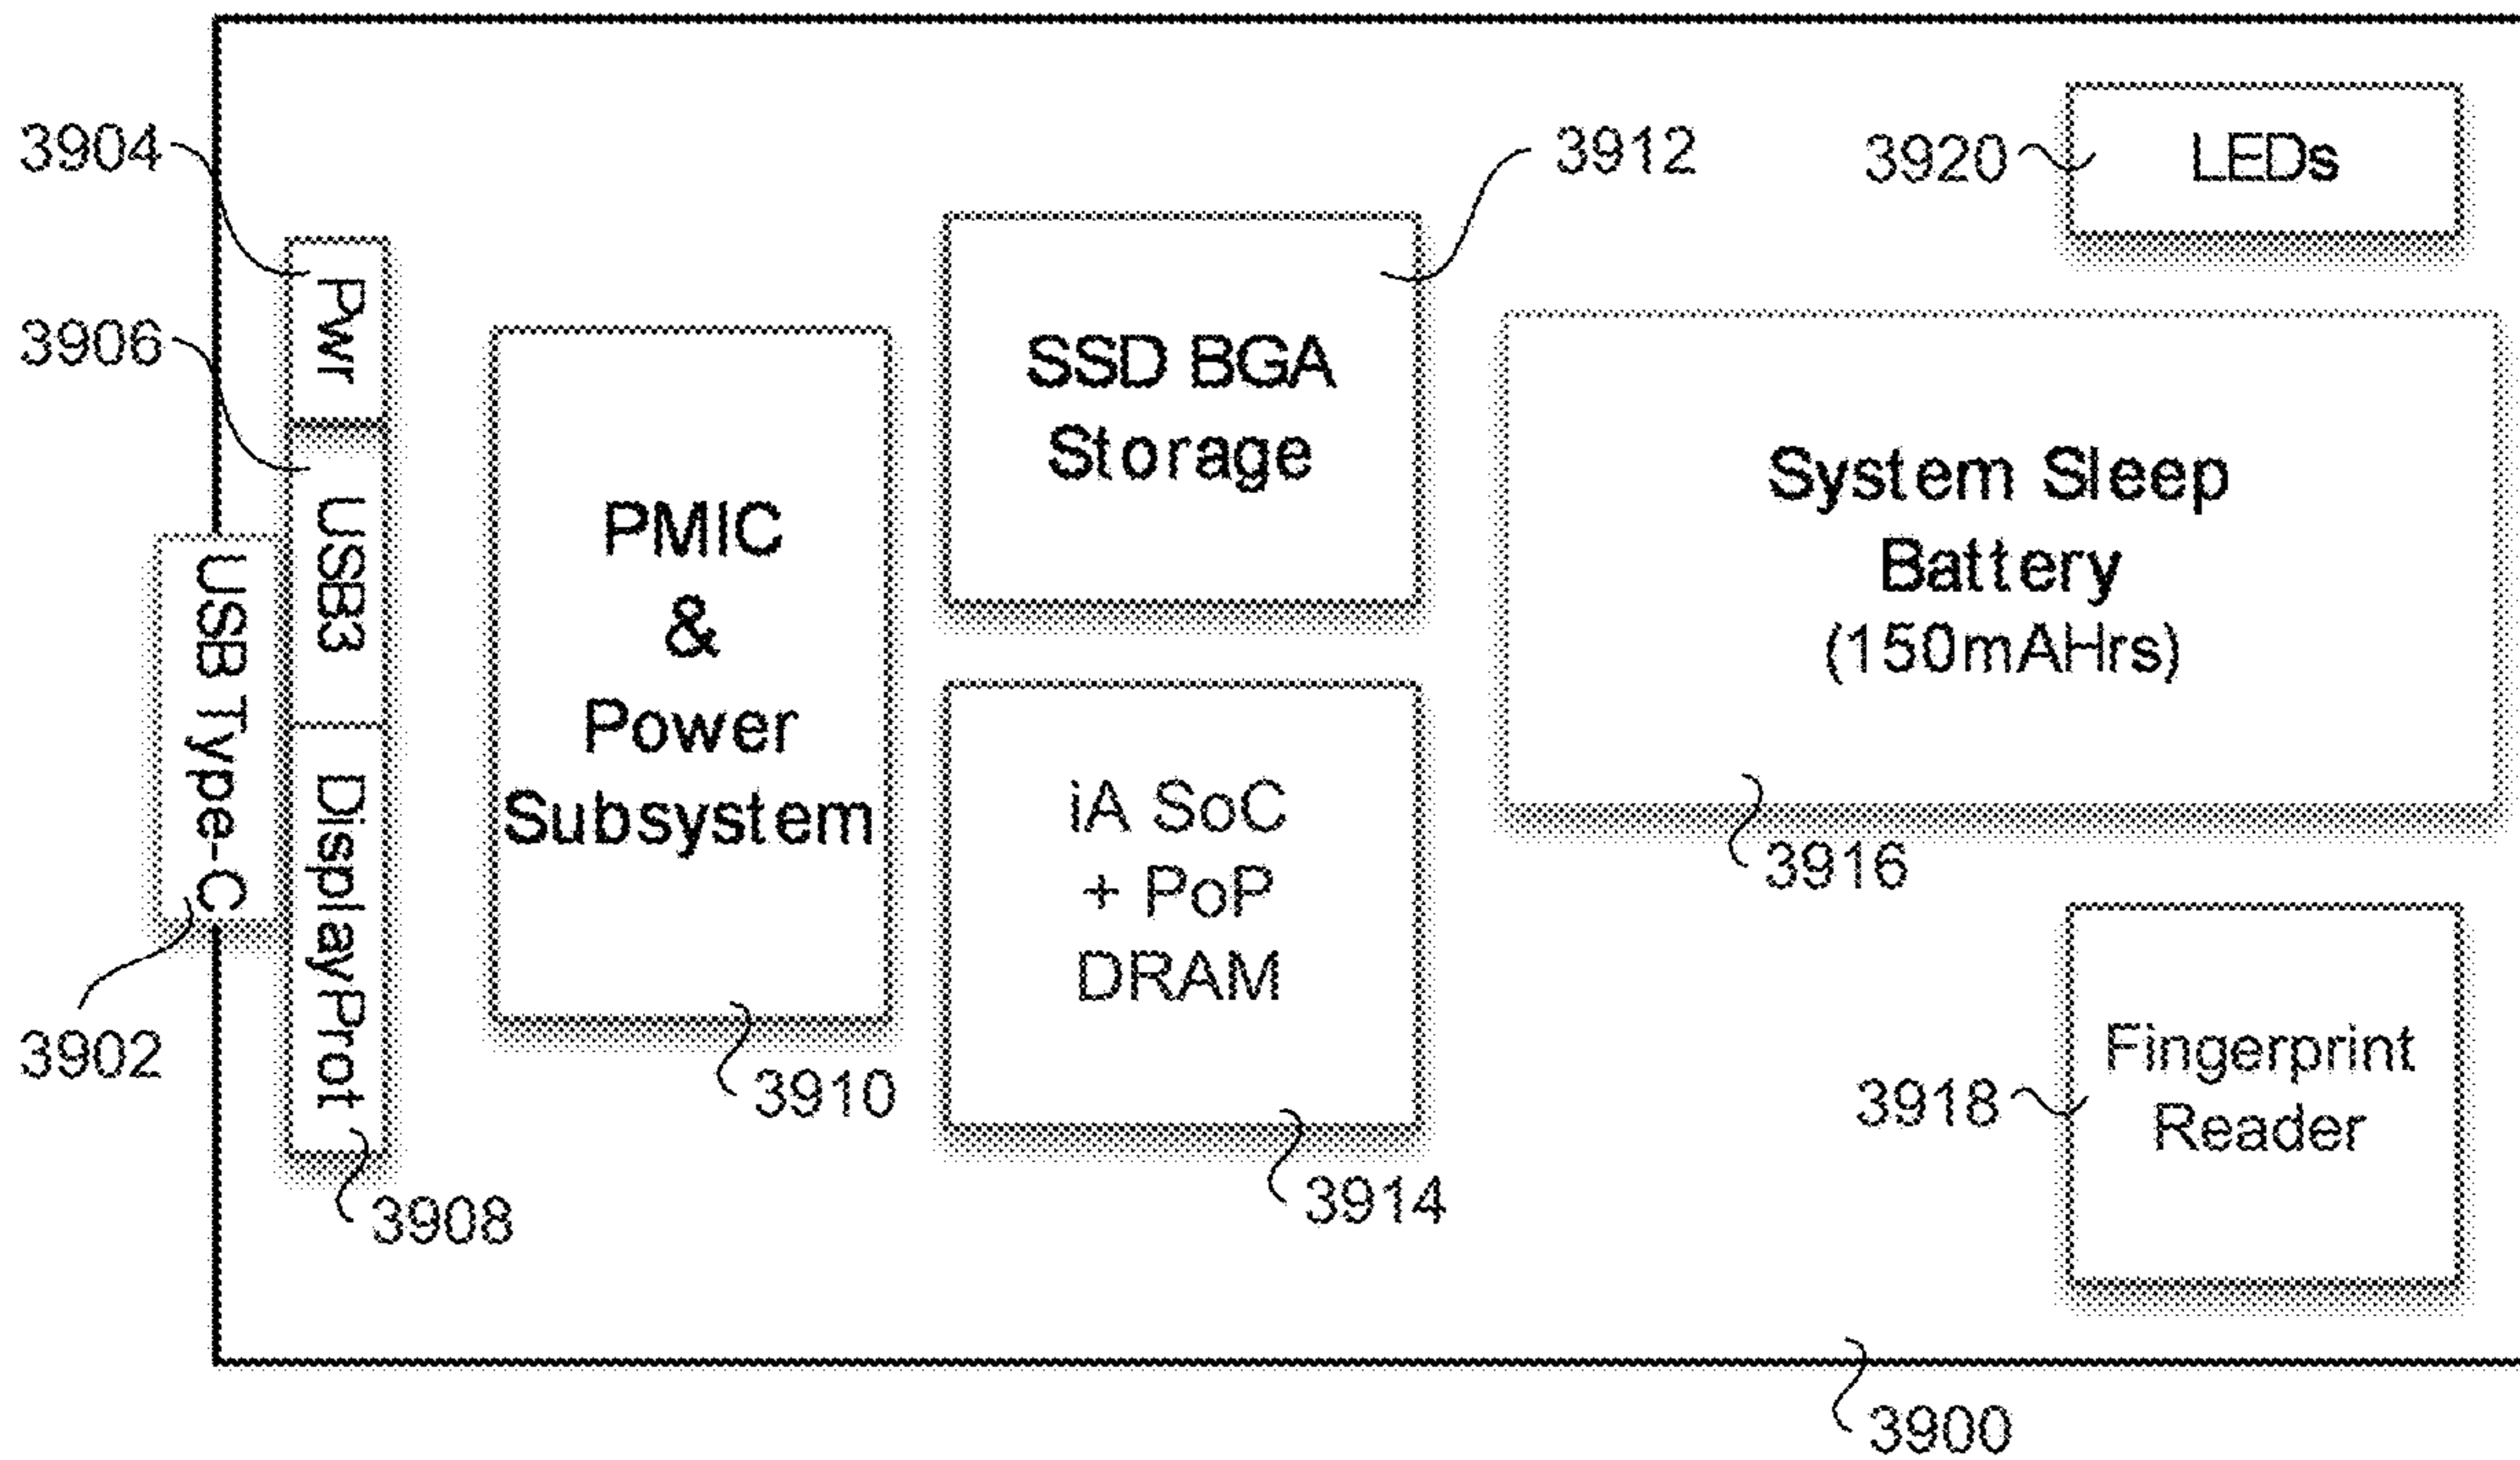 3904
3906
3902
Pwr
USB3
DisplayProt
USB Type-C
3908
PMIC
&
Power
Subsystem
3910
3912
SSD BGA
Storage
iA SoC
+ PoP
DRAM
3914
3920
LEDs
System Sleep
Battery
(150mAHrs)
3916
3918
Fingerprint
Reader
3900